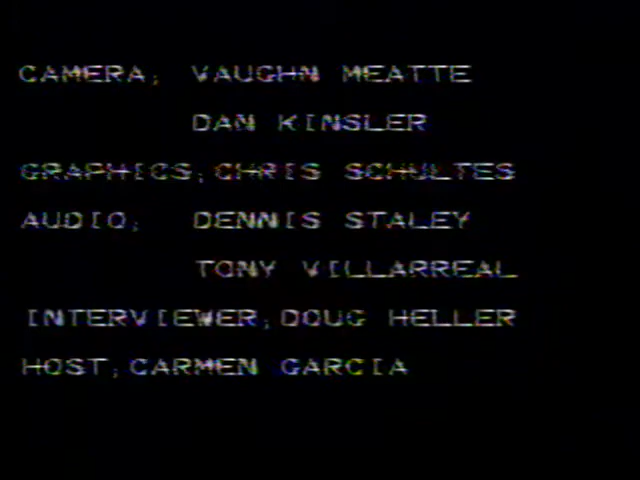 CAMERA; VAUGHN MEATTE
DAN KINSLER
GRAPHICS; CHRIS SCHULTES
AUDIO; DENNIS STALEY
TONY VILLARREAL
INTERVIEWER; DOUG HELLER
HOST; CARMEN GARCIA